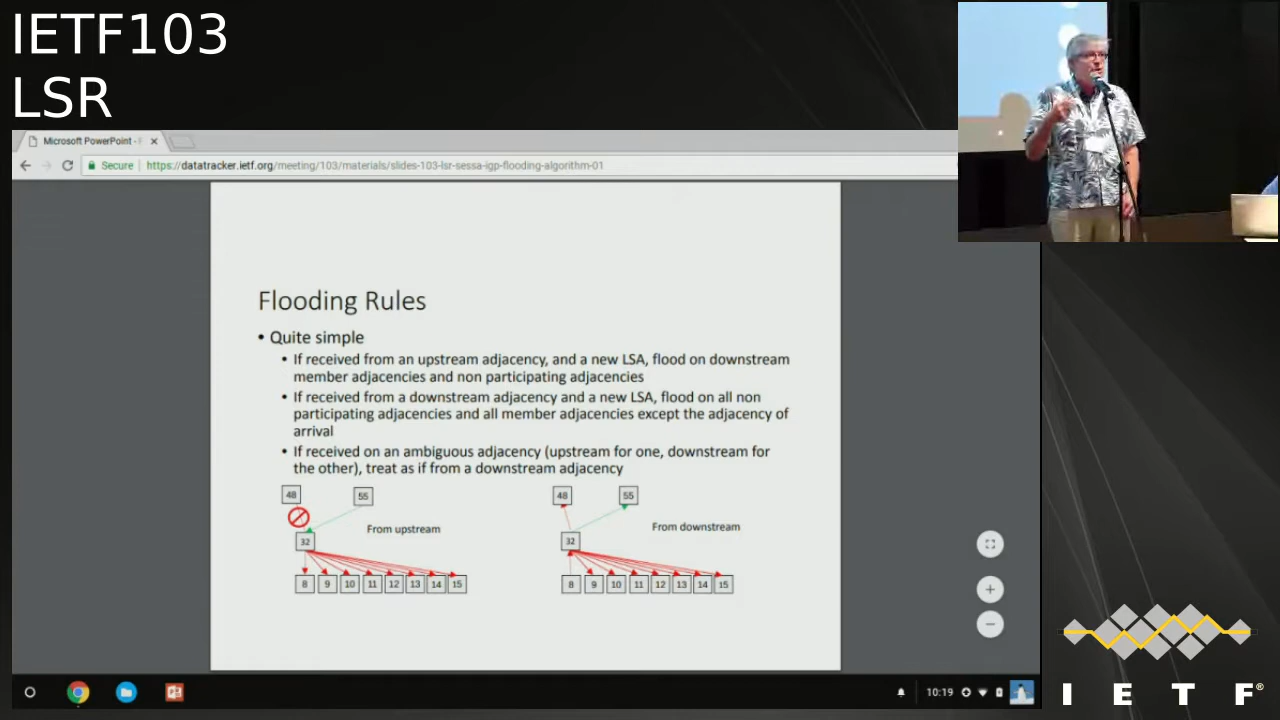 IETF103
LSR
Microsoft PowerPoint -
Secure
https://datatracker.ietf.org/meeting/103/materials/slides-103-lsr-sessa-igp-flooding-algorithm-01
Flooding Rules
• Quite simple
• If received from an upstream adjacency, and a new LSA, flood on downstream
member adjacencies and non participating adjacencies
• If received from a downstream adjacency and a new LSA, flood on all non
participating adjacencies and all member adjacencies except the adjacency of
arrival
• If received on an ambiguous adjacency (upstream for one, downstream for
the other), treat as if from a downstream adjacency
48 55
From upstream
32
8 9 10 11 12 13 14 15
48 55
From downstream
32
8 9 10 11 12 13 14 15
10:19
IETF®